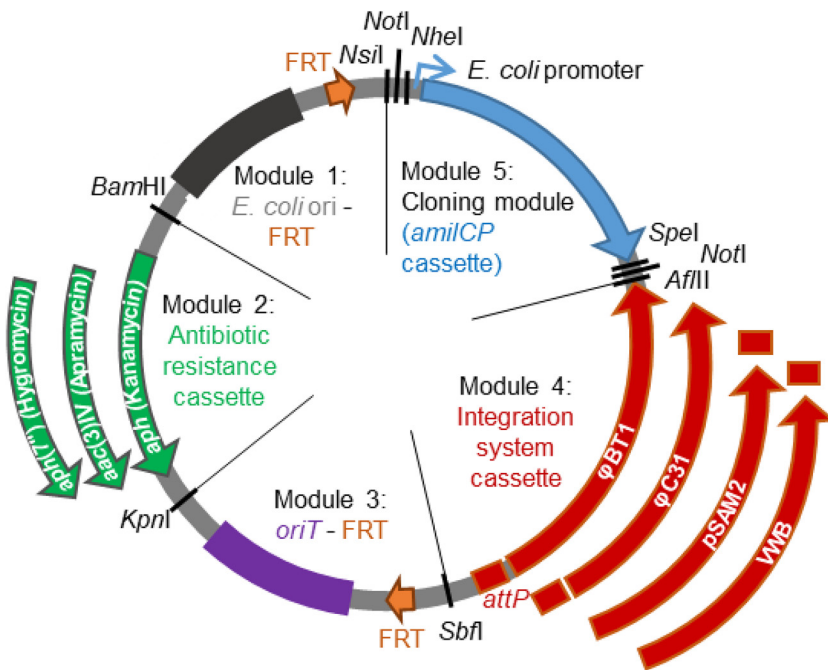 NotI
NheI
NsiI
FRT
E. coli promoter
Module 1:
E. coli ori -
FRT
Module 5:
Cloning module
(amilCP
cassette)
BamHI
SpeI
NotI
AflII
Module 2:
Antibiotic
resistance
cassette
aph(7") (Hygromycin)
aac(3)IV (Apramycin)
aph (Kanamycin)
Module 4:
Integration
system
cassette
φBT1
φC31
pSAM2
VWB
KpnI
Module 3:
oriT - FRT
attP
FRT
SbfI